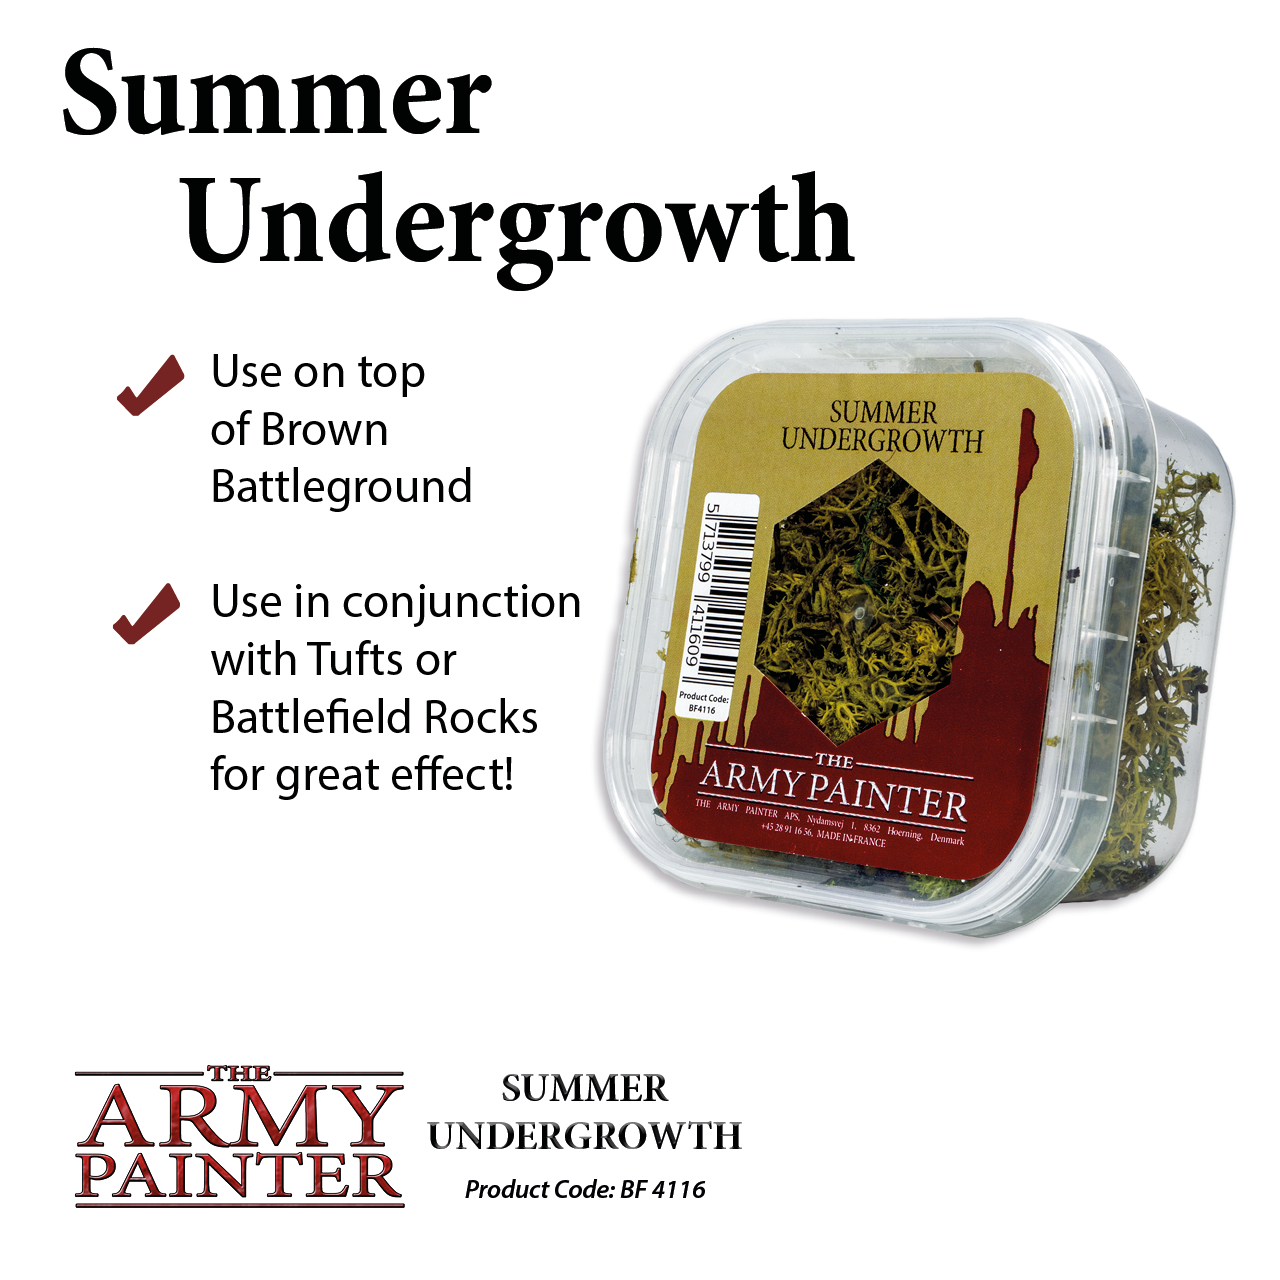 Summer
Undergrowth
Use on top
of Brown
Battleground
Use in conjunction
with Tufts or
Battlefield Rocks
for great effect!
SUMMER
UNDERGROWTH
5 713799 411609
Product Code:
BF4116
THE
ARMY PAINTER
THE ARMY PAINTER APS, Nydamsvej 1, 8362 Hoerning, Denmark
+45 28 91 16 56, MADE IN FRANCE
THE
ARMY
PAINTER
SUMMER
UNDERGROWTH
Product Code: BF 4116